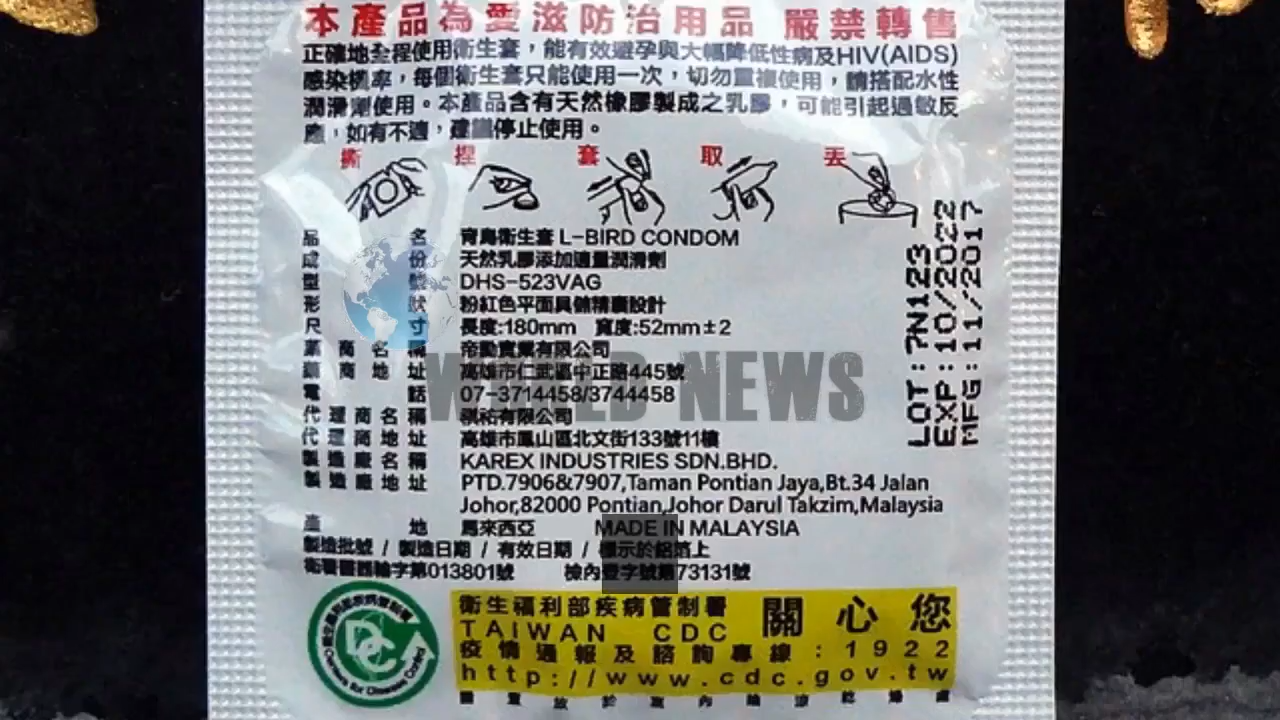 本產品為愛滋防治用品 嚴禁轉售
正確地全程使用衛生套，能有效避孕與大幅降低性病及HIV(AIDS)
感染機率，每個衛生套只能使用一次，切勿重複使用，請搭配水性
潤滑劑使用。本產品含有天然橡膠製成之乳膠，可能引起過敏反
應，如有不適，建議停止使用。
撕 捏 套 取 丟
品名 育鳥衛生套 L-BIRD CONDOM
成份 天然乳膠添加適量潤滑劑
型號 DHS-523VAG
形狀 粉紅色平面具儲精囊設計
尺寸 長度:180mm 寬度:52mm±2
藥商名稱 帝勤實業有限公司
藥商地址 高雄市仁武區中正路445號
電話 07-3714458/3744458
代理商名稱 祺祐有限公司
代理商地址 高雄市鳳山區北文街133號11樓
製造廠名稱 KAREX INDUSTRIES SDN.BHD.
製造廠地址 PTD.7906&7907,Taman Pontian Jaya,Bt.34 Jalan
Johor,82000 Pontian,Johor Darul Takzim,Malaysia
產地 馬來西亞 MADE IN MALAYSIA
製造批號 / 製造日期 / 有效日期 / 標示於鋁箔上
衛署醫器輸字第013801號 檢內登字號第73131號
LOT: 7N123
EXP: 10/2022
MFG: 11/2017
WORLD NEWS
衛生福利部疾病管制署 關心您
TAIWAN CDC
疫情通報及諮詢專線:1922
http://www.cdc.gov.tw